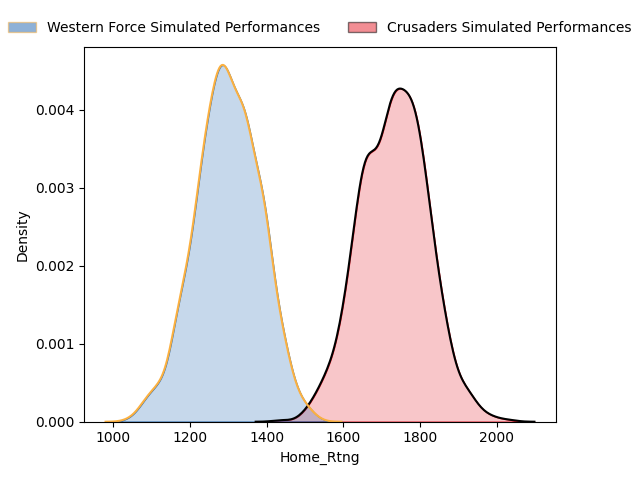 Western Force Simulated Performances Crusaders Simulated Performances
0.004
0.003
0.002
0.001
0.000
Density
1000 1200 1400 1600 1800 2000
Home_Rtng